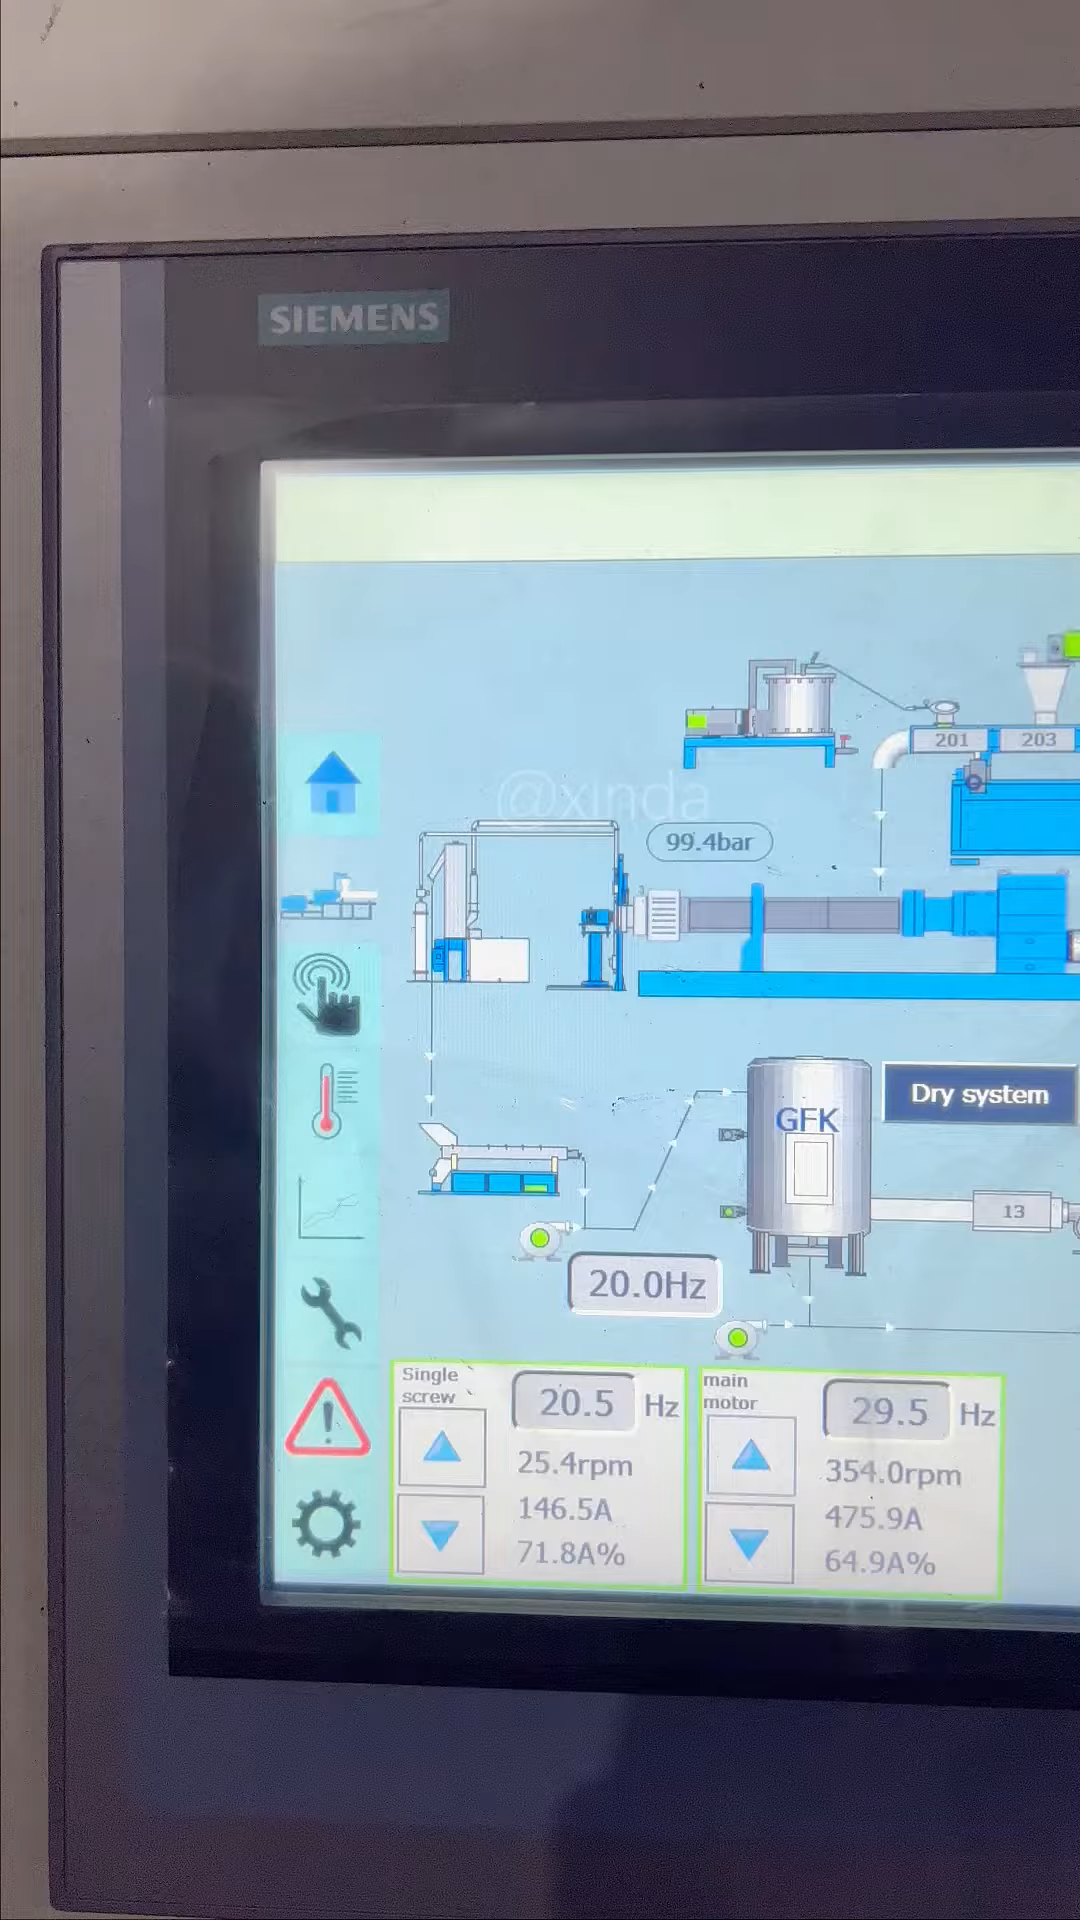 SIEMENS
201
203
@xinda
99.4bar
Dry system
GFK
13
20.0Hz
Single
screw
20.5 Hz
25.4rpm
146.5A
71.8A%
main
motor
29.5 Hz
354.0rpm
475.9A
64.9A%